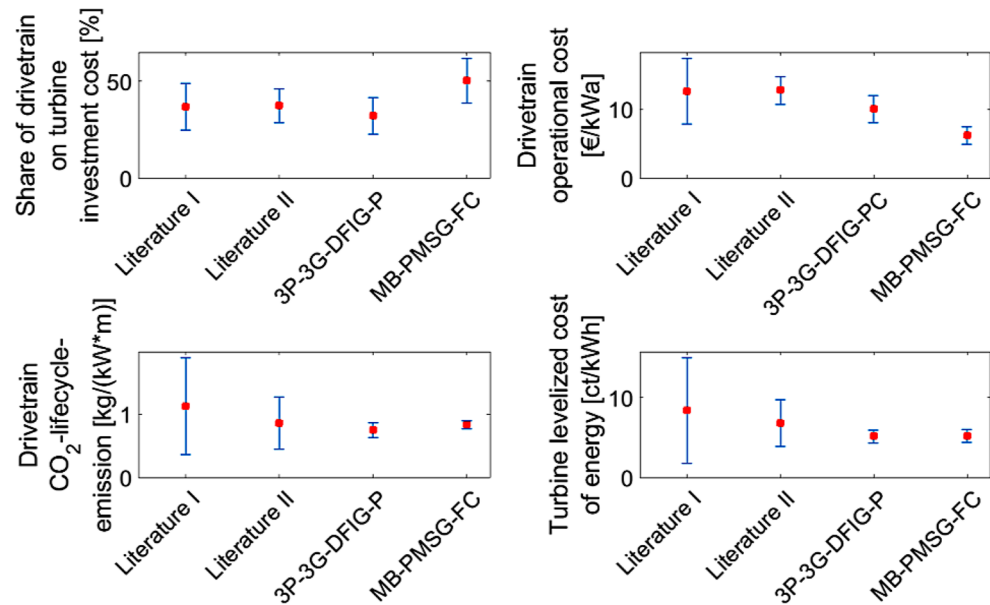 Share of drivetrain
on turbine
investment cost [%]
50
0
Literature I
Literature II
3P-3G-DFIG-P
MB-PMSG-FC
Drivetrain
operational cost
[€/kWa]
10
0
Literature I
Literature II
3P-3G-DFIG-PC
MB-PMSG-FC
Drivetrain
CO₂-lifecycle-
emission [kg/(kW*m)]
1
0
Literature I
Literature II
3P-3G-DFIG-P
MB-PMSG-FC
Turbine levelized cost
of energy [ct/kWh]
10
0
Literature I
Literature II
3P-3G-DFIG-P
MB-PMSG-FC